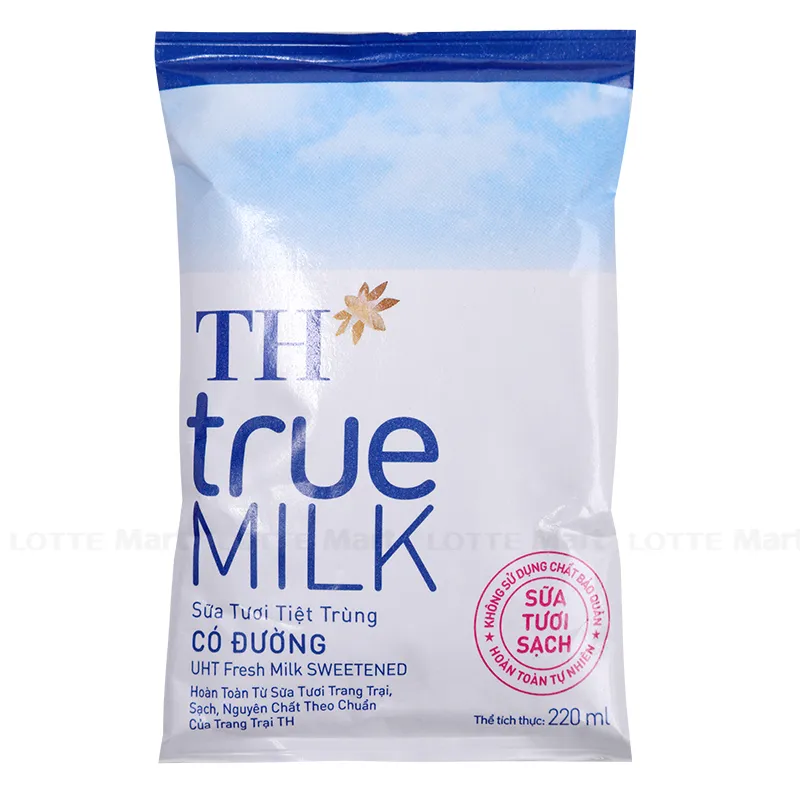 TH
true
MILK
Sữa Tươi Tiệt Trùng
CÓ ĐƯỜNG
UHT Fresh Milk SWEETENED
Hoàn Toàn Từ Sữa Tươi Trang Trại,
Sạch, Nguyên Chất Theo Chuẩn
Của Trang Trại TH
KHÔNG SỬ DỤNG CHẤT BẢO QUẢN
SỮA
TƯƠI
SẠCH
HOÀN TOÀN TỰ NHIÊN
Thể tích thực: 220 ml
LOTTE Mart LOTTE Mart LOTTE Mart LOTTE Mart